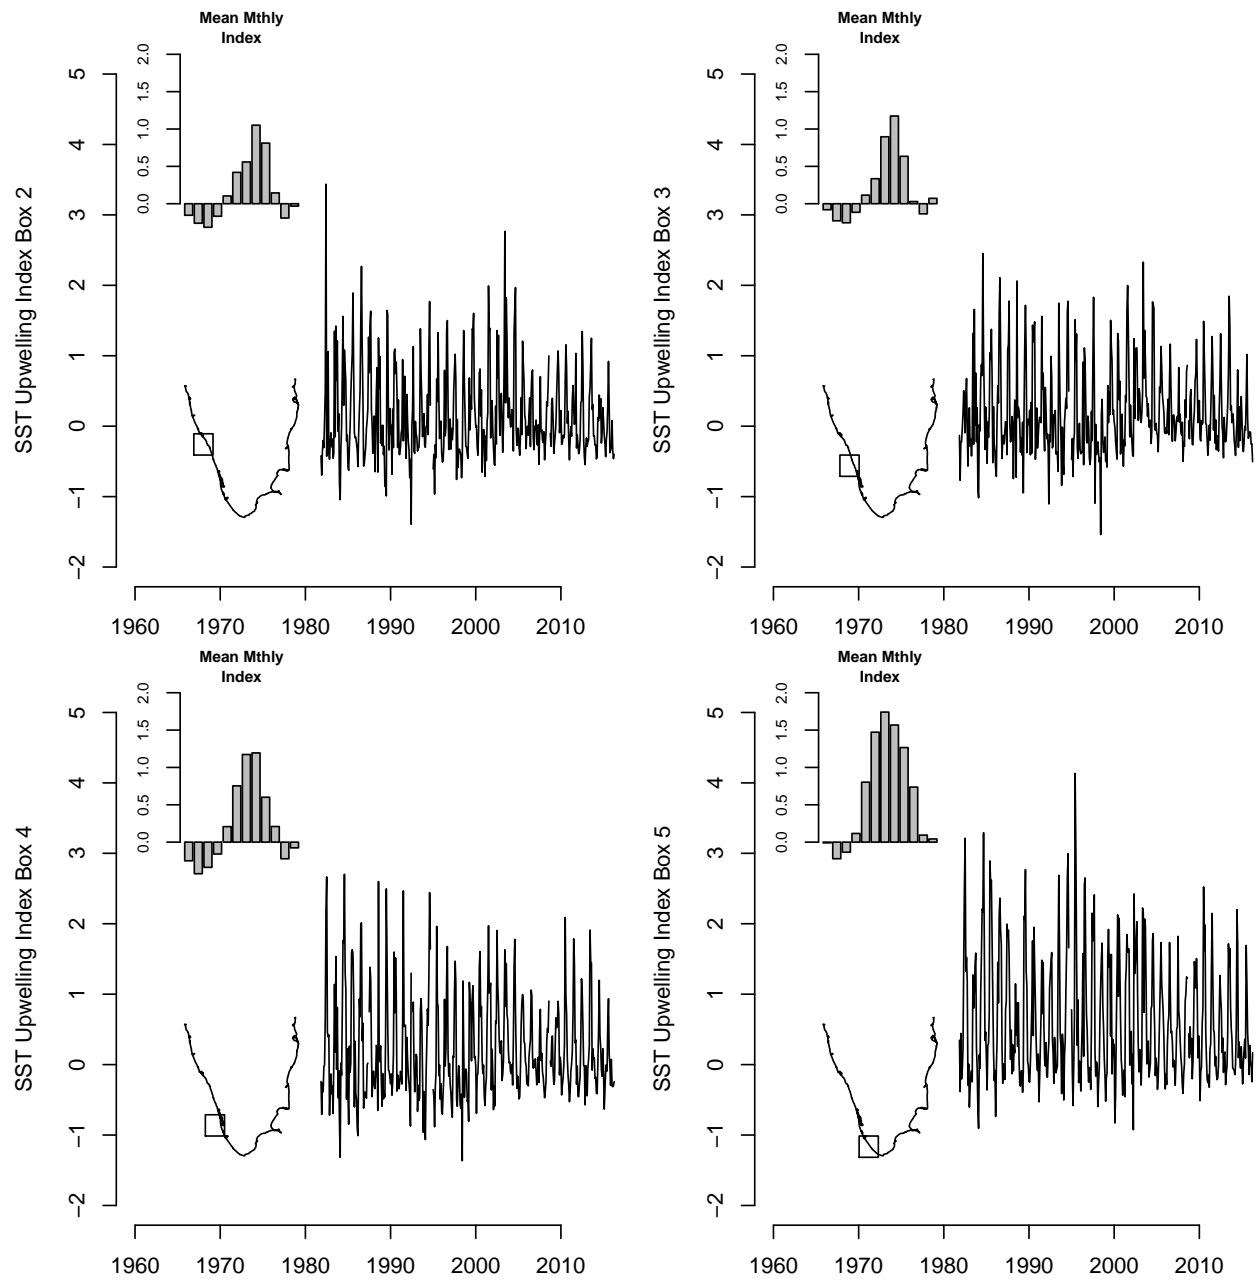 Mean Mthly
Index
0.0 0.5 1.0 1.5 2.0
SST Upwelling Index Box 2
−2 −1 0 1 2 3 4 5
1960 1970 1980 1990 2000 2010
Mean Mthly
Index
0.0 0.5 1.0 1.5 2.0
SST Upwelling Index Box 3
−2 −1 0 1 2 3 4 5
1960 1970 1980 1990 2000 2010
Mean Mthly
Index
0.0 0.5 1.0 1.5 2.0
SST Upwelling Index Box 4
−2 −1 0 1 2 3 4 5
1960 1970 1980 1990 2000 2010
Mean Mthly
Index
0.0 0.5 1.0 1.5 2.0
SST Upwelling Index Box 5
−2 −1 0 1 2 3 4 5
1960 1970 1980 1990 2000 2010